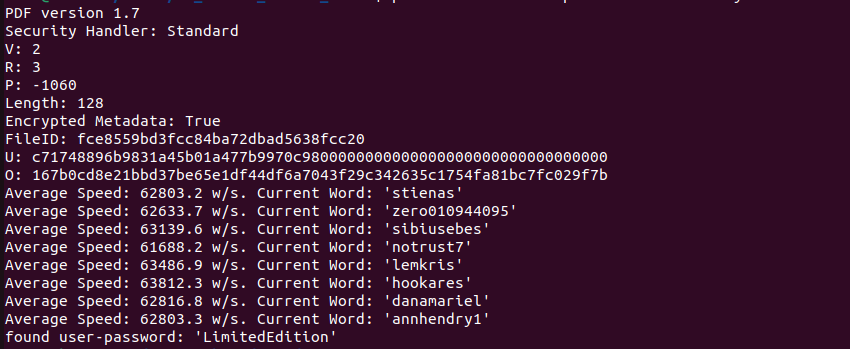 PDF version 1.7
Security Handler: Standard
V: 2
R: 3
P: -1060
Length: 128
Encrypted Metadata: True
FileID: fce8559bd3fcc84ba72dbad5638fcc20
U: c71748896b9831a45b01a477b9970c9800000000000000000000000000000000
O: 167b0cd8e21bbd37be65e1df44df6a7043f29c342635c1754fa81bc7fc029f7b
Average Speed: 62803.2 w/s. Current Word: 'stienas'
Average Speed: 62633.7 w/s. Current Word: 'zero010944095'
Average Speed: 63139.6 w/s. Current Word: 'sibiusebes'
Average Speed: 61688.2 w/s. Current Word: 'notrust7'
Average Speed: 63486.9 w/s. Current Word: 'lemkris'
Average Speed: 63812.3 w/s. Current Word: 'hookares'
Average Speed: 62816.8 w/s. Current Word: 'danamariel'
Average Speed: 62803.3 w/s. Current Word: 'annhendry1'
found user-password: 'LimitedEdition'